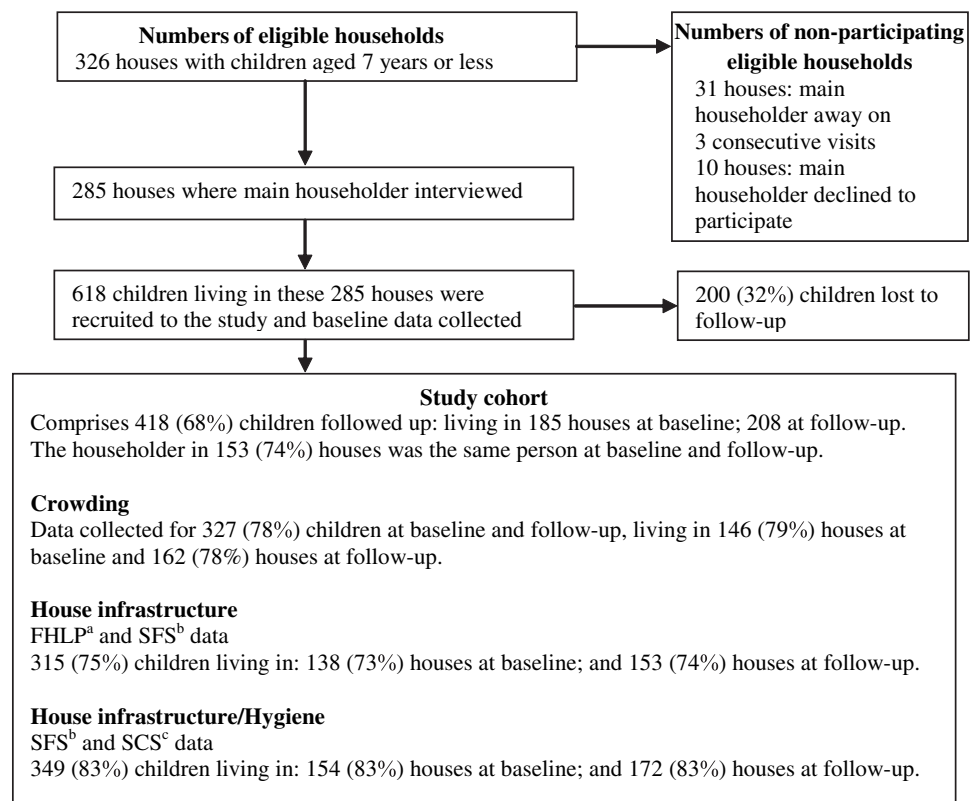 Numbers of eligible households
326 houses with children aged 7 years or less
Numbers of non-participating
eligible households
31 houses: main
householder away on
3 consecutive visits
10 houses: main
householder declined to
participate
285 houses where main householder interviewed
618 children living in these 285 houses were
recruited to the study and baseline data collected
200 (32%) children lost to
follow-up
Study cohort
Comprises 418 (68%) children followed up: living in 185 houses at baseline; 208 at follow-up.
The householder in 153 (74%) houses was the same person at baseline and follow-up.
Crowding
Data collected for 327 (78%) children at baseline and follow-up, living in 146 (79%) houses at
baseline and 162 (78%) houses at follow-up.
House infrastructure
FHLPᵃ and SFSᵇ data
315 (75%) children living in: 138 (73%) houses at baseline; and 153 (74%) houses at follow-up.
House infrastructure/Hygiene
SFSᵇ and SCSᶜ data
349 (83%) children living in: 154 (83%) houses at baseline; and 172 (83%) houses at follow-up.